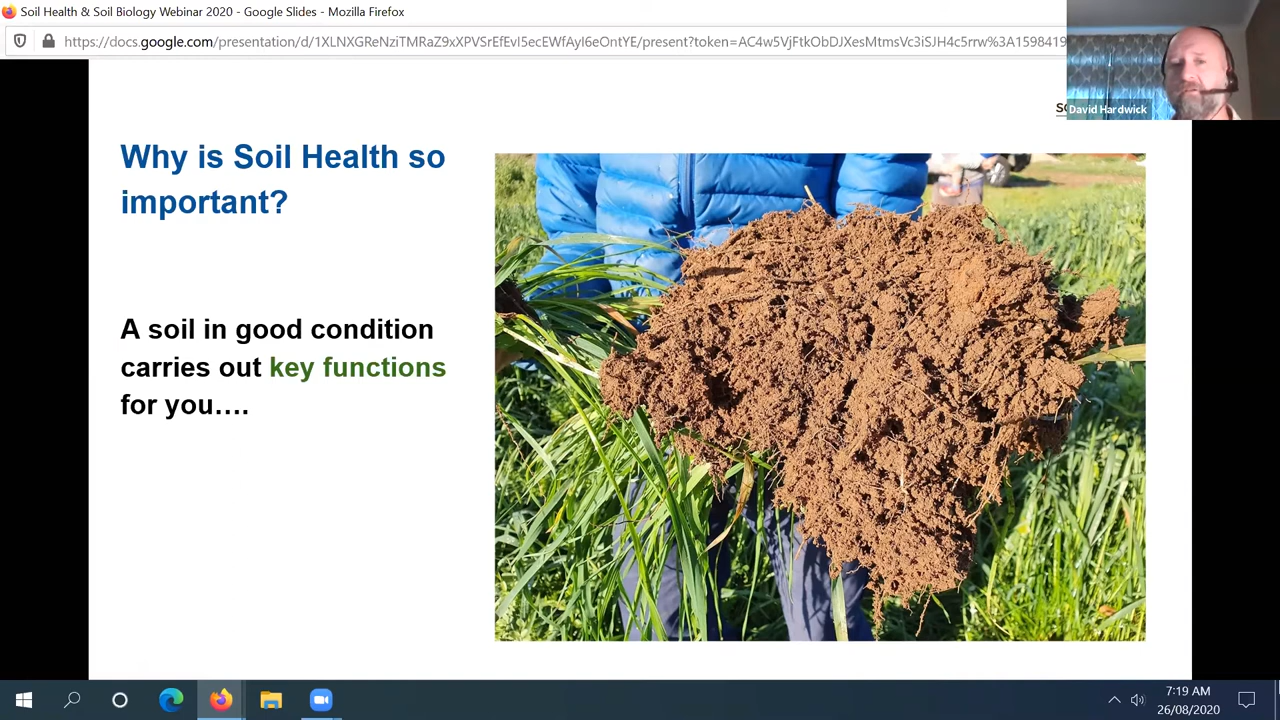 Soil Health & Soil Biology Webinar 2020 - Google Slides - Mozilla Firefox
https://docs.google.com/presentation/d/1XLNXGReNziTMRaZ9xXPVSrEfEvI5ecEWfAyI6eOntYE/present?token=AC4w5VjFtkObDJXesMtmsVc3iSJH4c5rrw%3A1598419
David Hardwick
Why is Soil Health so
important?
A soil in good condition
carries out key functions
for you....
7:19 AM
26/08/2020